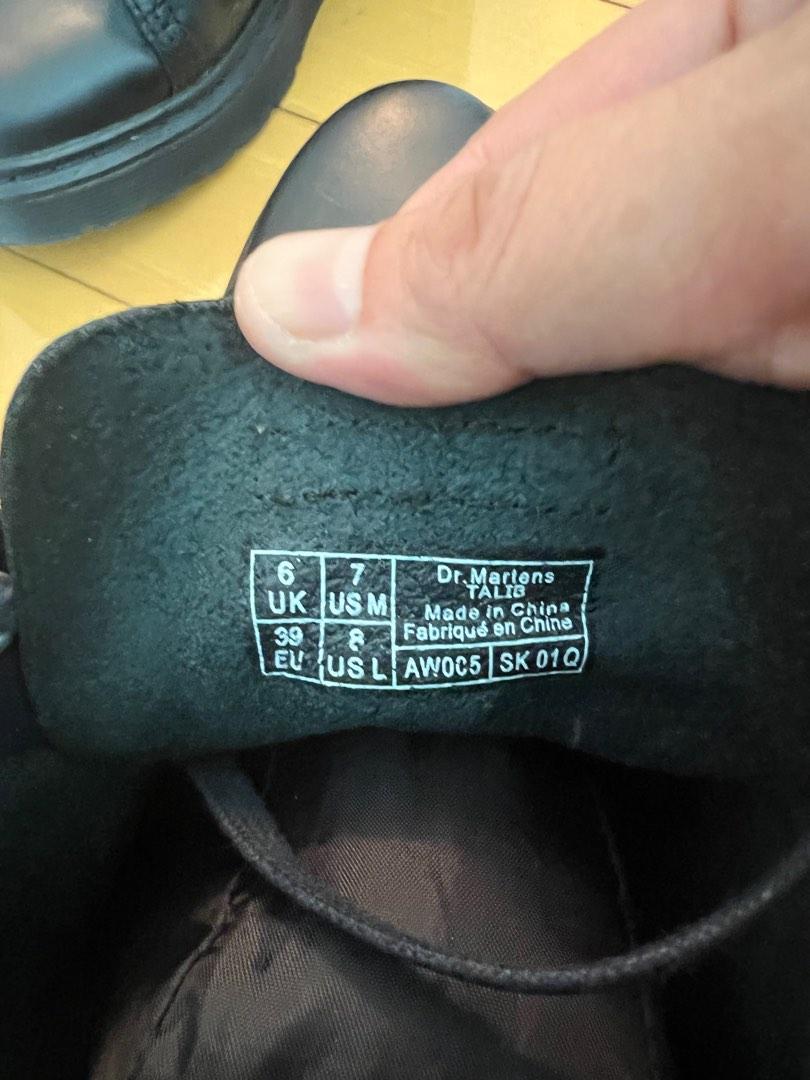 6
UK
7
US M
39
EU
8
US L
Dr. Martens
TALIB
Made in China
Fabriqué en Chine
AW005
SK 01Q